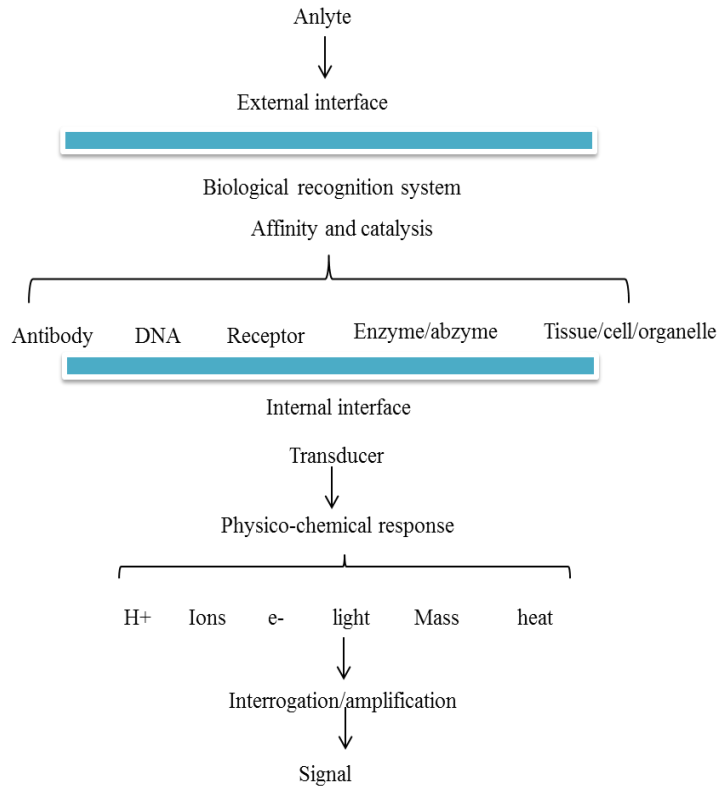 Anlyte
External interface
Biological recognition system
Affinity and catalysis
Antibody DNA Receptor Enzyme/abzyme Tissue/cell/organelle
Internal interface
Transducer
Physico-chemical response
H+ Ions e- light Mass heat
Interrogation/amplification
Signal